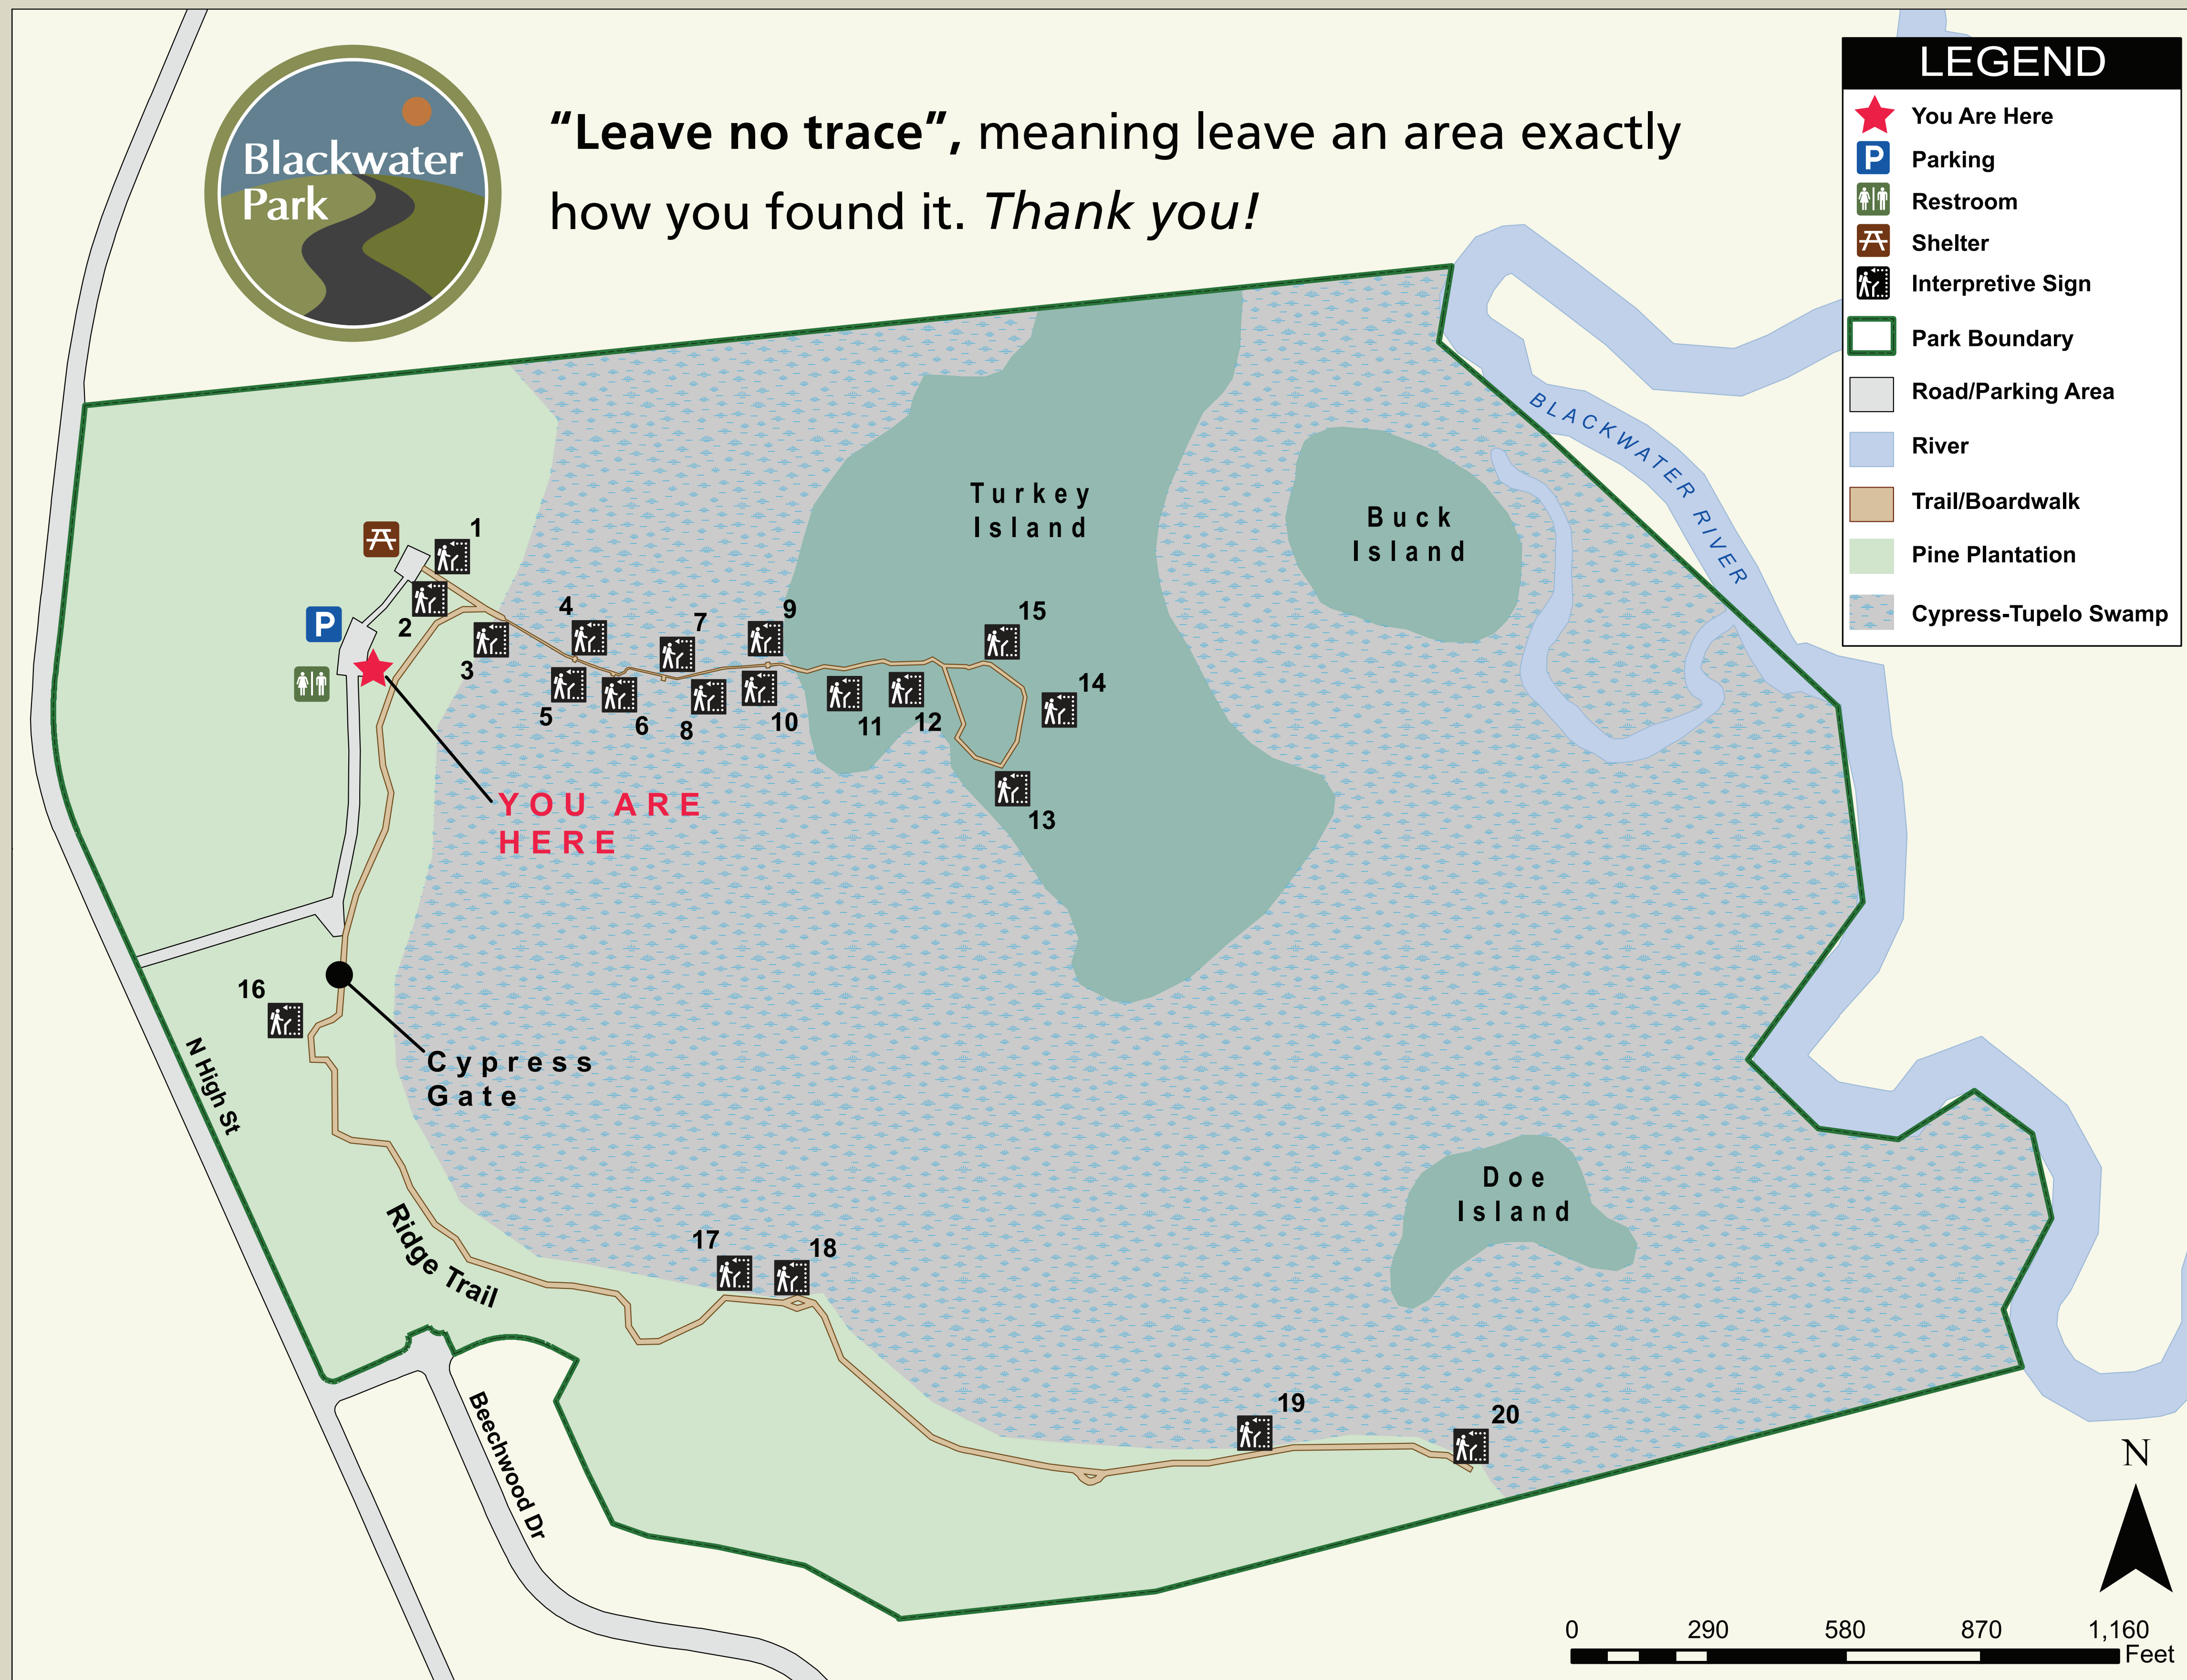 Blackwater
Park
“Leave no trace”, meaning leave an area exactly
how you found it. Thank you!
LEGEND
You Are Here
P
Parking
Restroom
Shelter
Interpretive Sign
Park Boundary
Road/Parking Area
River
Trail/Boardwalk
Pine Plantation
Cypress-Tupelo Swamp
BLACKWATER RIVER
Turkey
Island
Buck
Island
1
2
3
4
5
6
7
8
9
10
11
12
13
14
15
P
YOU ARE
HERE
16
Cypress
Gate
N High St
Ridge Trail
Doe
Island
17
18
19
20
Beechwood Dr
N
0 290 580 870 1,160
Feet